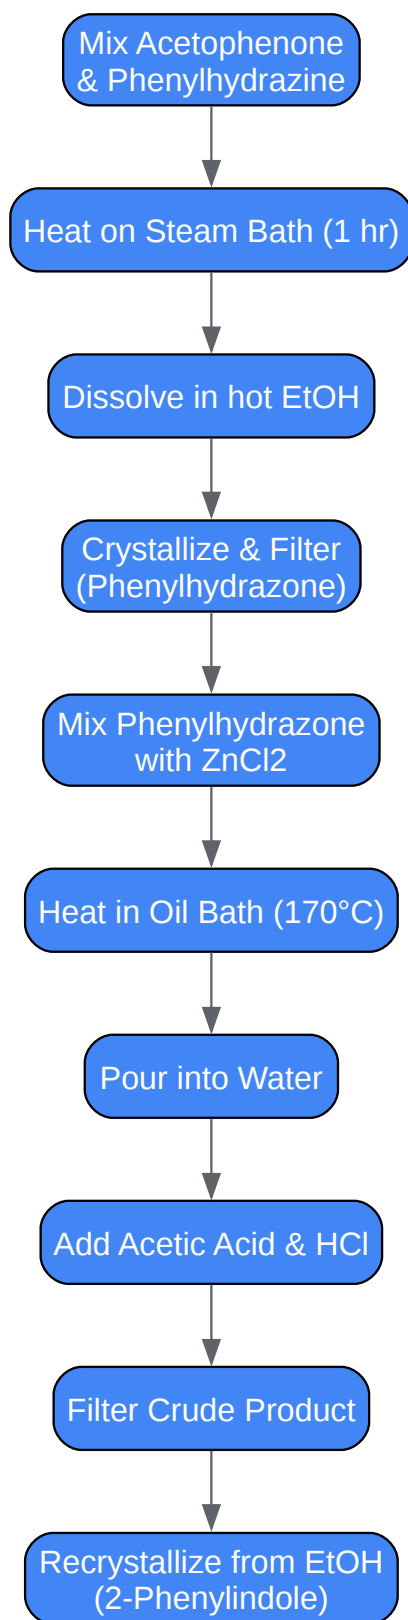 Mix Acetophenone
& Phenylhydrazine
Heat on Steam Bath (1 hr)
Dissolve in hot EtOH
Crystallize & Filter
(Phenylhydrazone)
Mix Phenylhydrazone
with ZnCl2
Heat in Oil Bath (170°C)
Pour into Water
Add Acetic Acid & HCl
Filter Crude Product
Recrystallize from EtOH
(2-Phenylindole)